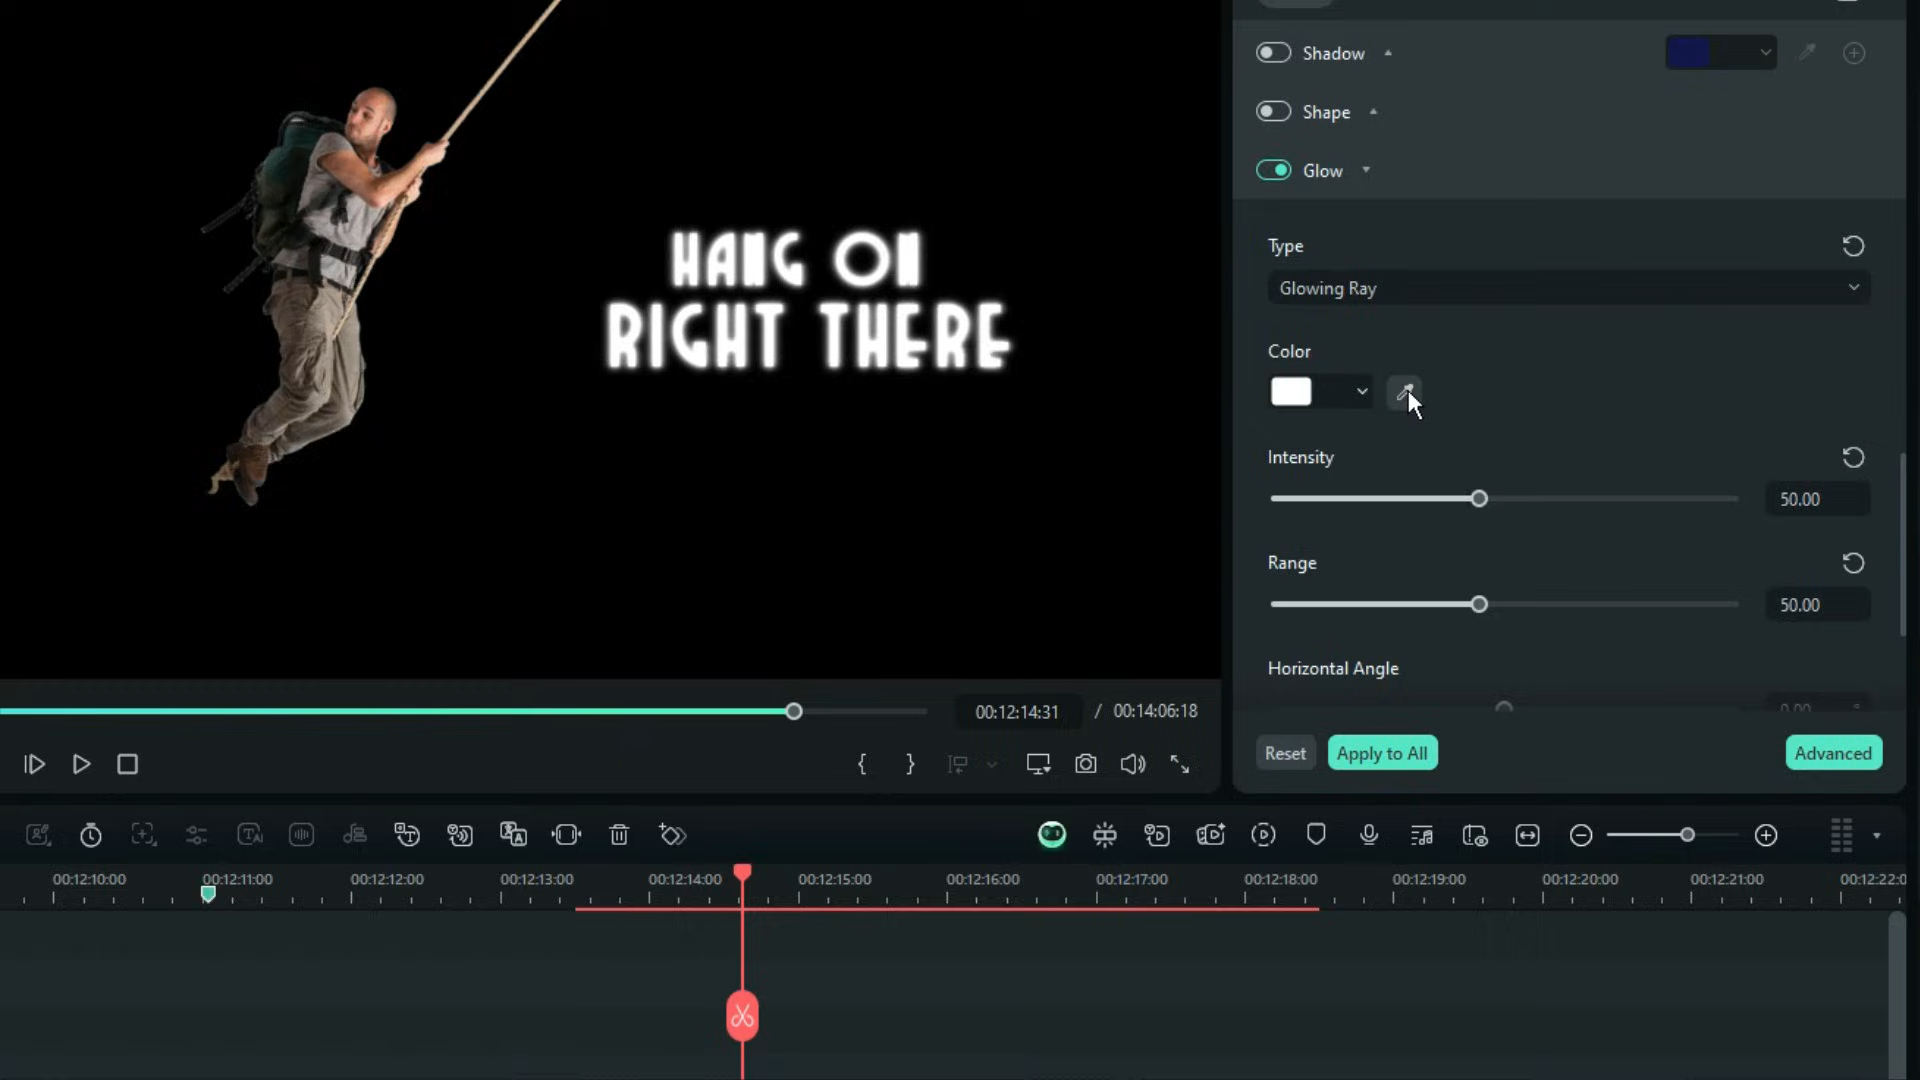 HANG ON
RIGHT THERE
Shadow
Shape
Glow
Type
Glowing Ray
Color
Intensity
50.00
Range
50.00
Horizontal Angle
00:12:14:31 / 00:14:06:18
Reset Apply to All Advanced
00:12:10:00 00:12:11:00 00:12:12:00 00:12:13:00 00:12:14:00 00:12:15:00 00:12:16:00 00:12:17:00 00:12:18:00 00:12:19:00 00:12:20:00 00:12:21:00 00:12:22:0